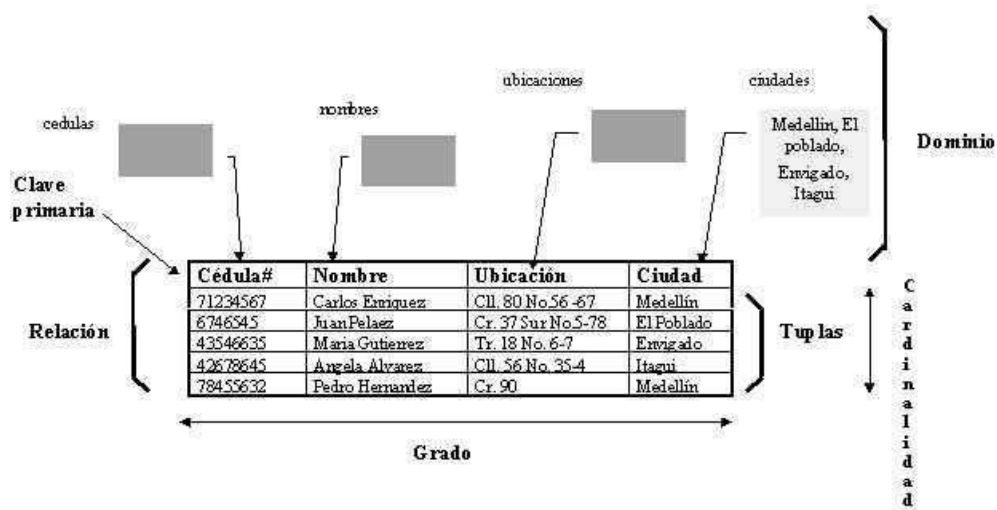 ubicaciones
ciudades
nombres
cedulas
Medellin, El
poblado,
Envigado,
Itagui
Dominio
Clave
primaria
Cédula# Nombre Ubicación Ciudad
71234567 Carlos Enriquez Cll. 80 No.56 -67 Medellín
6746545 Juan Pelaez Cr. 37 Sur No.5-78 El Poblado
43546635 Maria Gutierrez Tr. 18 No. 6-7 Envigado
42678645 Angela Alvarez Cll. 56 No. 35-4 Itagui
78455632 Pedro Hernandez Cr. 90 Medellín
Relación
Tuplas
Cardinalidad
Grado